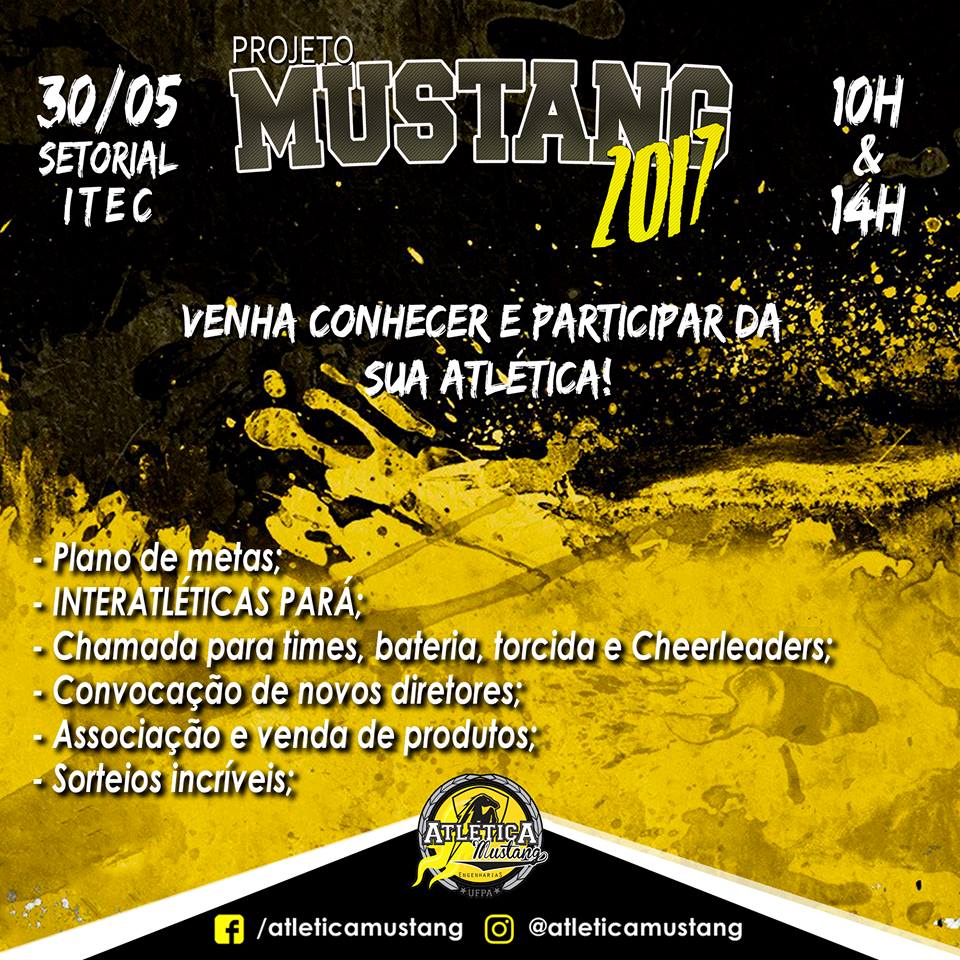 PROJETO
MUSTANG
2017
30/05
SETORIAL
ITEC
10H
&
14H
VENHA CONHECER E PARTICIPAR DA
SUA ATLÉTICA!
- Plano de metas;
- INTERATLÉTICAS PARÁ;
- Chamada para times, bateria, torcida e Cheerleaders;
- Convocação de novos diretores;
- Associação e venda de produtos;
- Sorteios incríveis;
ATLÉTICA
Mustang
ENGENHARIAS
UFPA
/atleticamustang
@atleticamustang